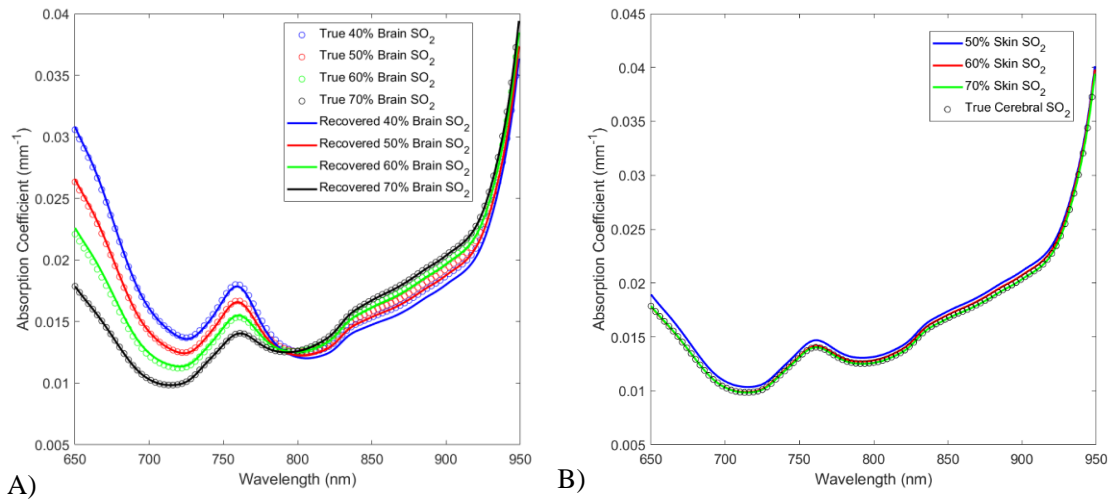 0.04
0.035
0.03
0.025
0.02
0.015
0.01
0.005
Absorption Coefficient (mm⁻¹)
650 700 750 800 850 900 950
Wavelength (nm)
True 40% Brain SO₂
True 50% Brain SO₂
True 60% Brain SO₂
True 70% Brain SO₂
Recovered 40% Brain SO₂
Recovered 50% Brain SO₂
Recovered 60% Brain SO₂
Recovered 70% Brain SO₂
A)
0.045
0.04
0.035
0.03
0.025
0.02
0.015
0.01
0.005
Absorption Coefficient (mm⁻¹)
650 700 750 800 850 900 950
Wavelength (nm)
50% Skin SO₂
60% Skin SO₂
70% Skin SO₂
True Cerebral SO₂
B)